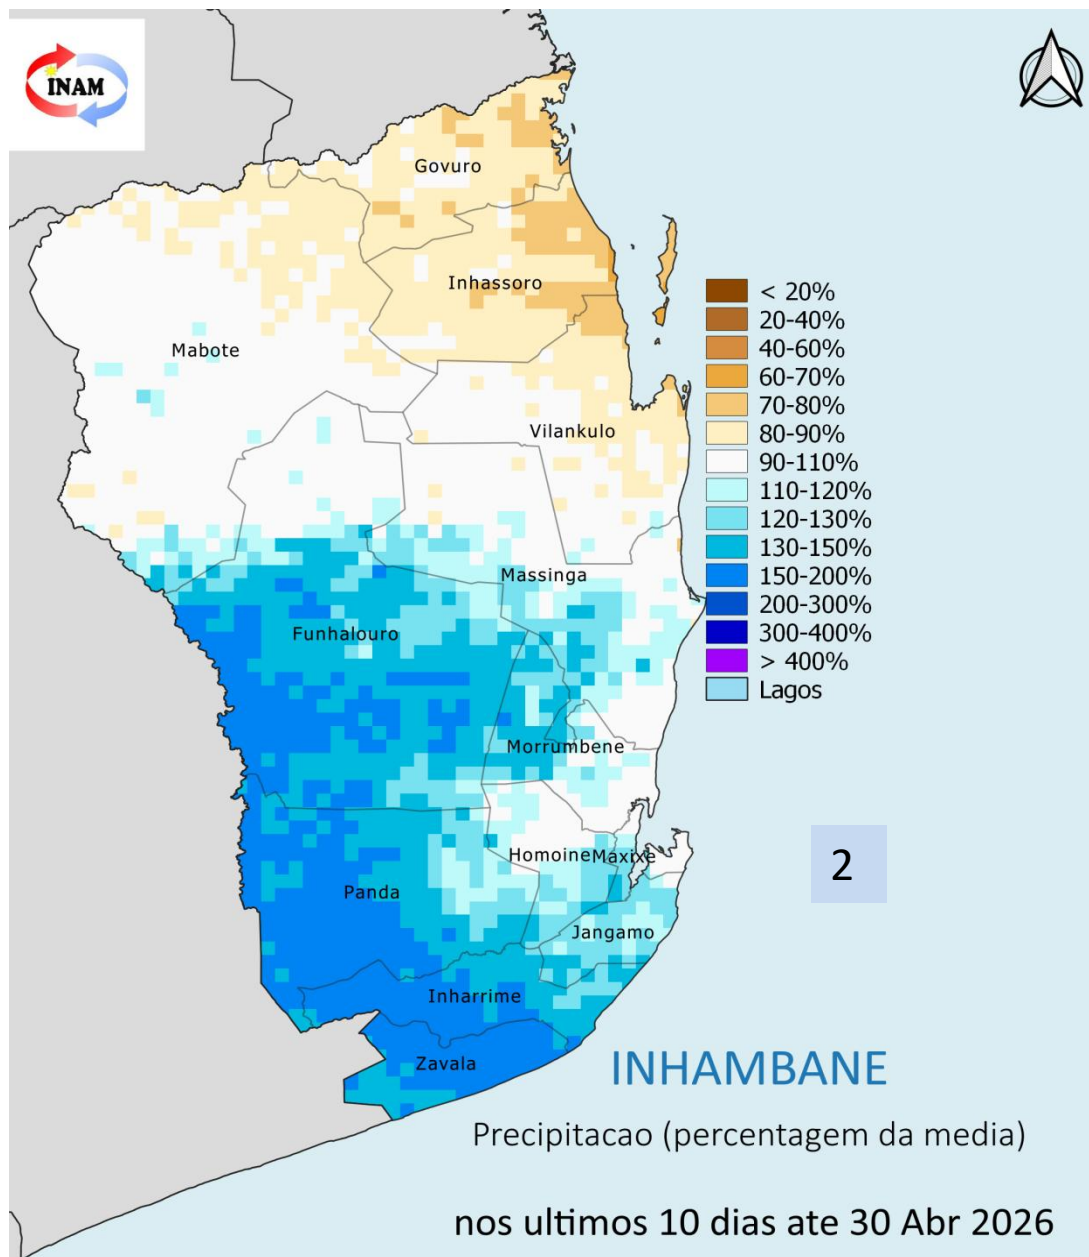 INAM
Govuro
Inhassoro
Mabote
Vilankulo
Massinga
Funhalouro
Morrumbene
Homoine
Maxixe
Panda
Jangamo
Inharrime
Zavala
< 20%
20-40%
40-60%
60-70%
70-80%
80-90%
90-110%
110-120%
120-130%
130-150%
150-200%
200-300%
300-400%
> 400%
Lagos
2
INHAMBANE
Precipitacao (percentagem da media)
nos ultimos 10 dias ate 30 Abr 2026